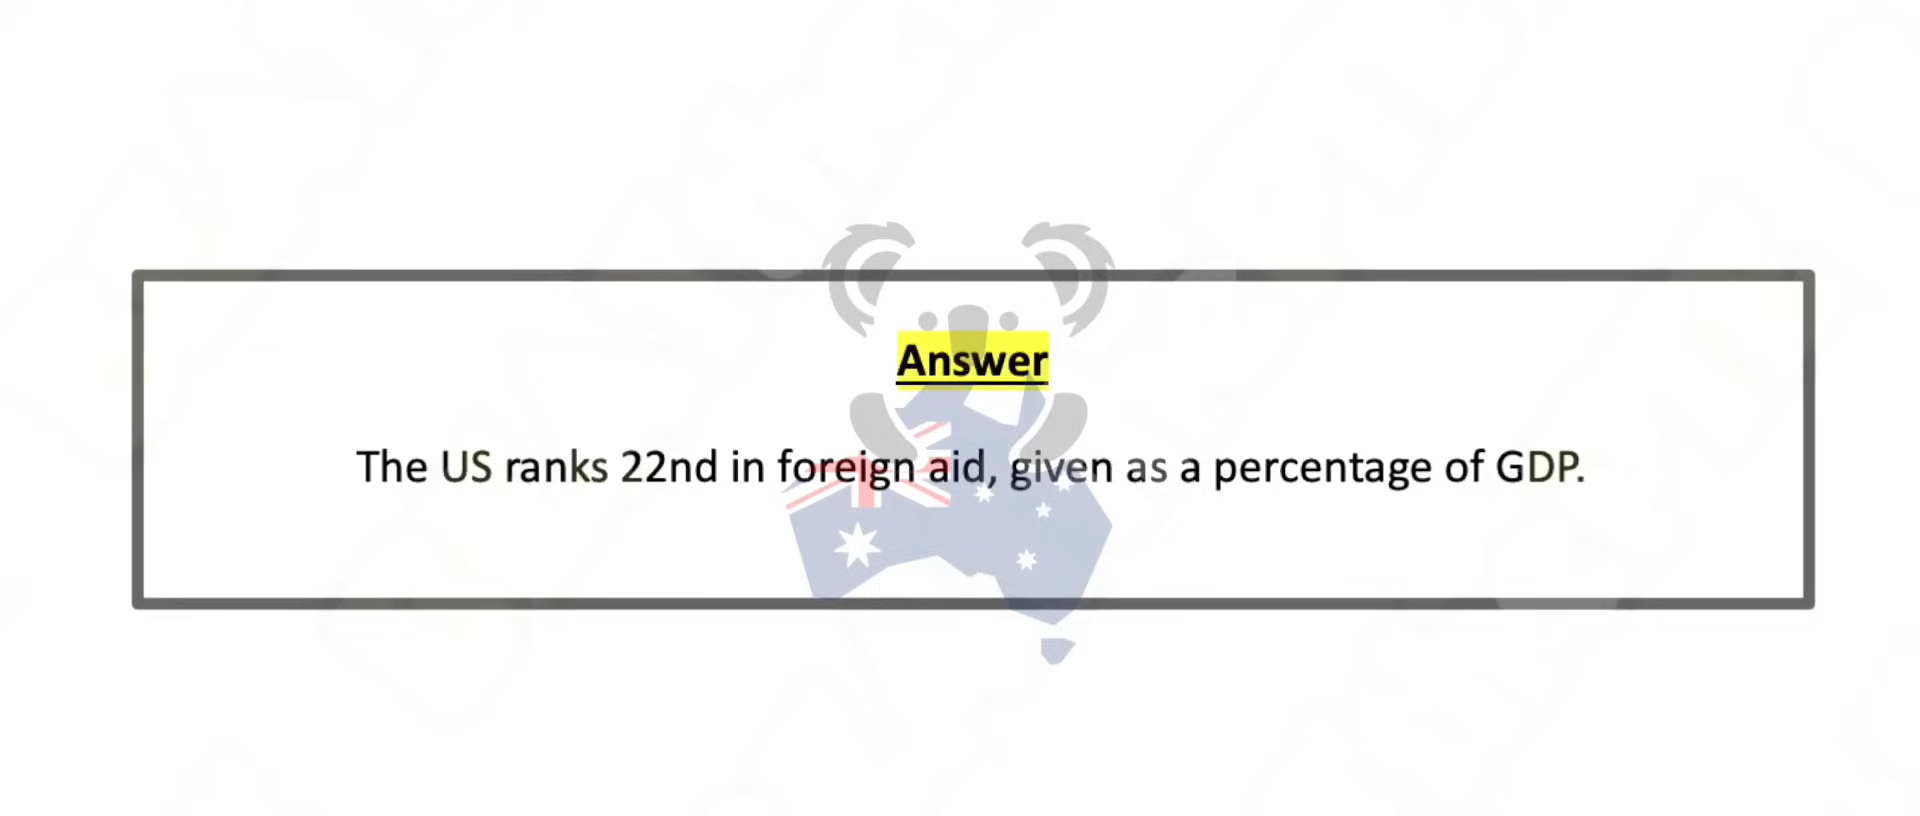 Answer
The US ranks 22nd in foreign aid, given as a percentage of GDP.